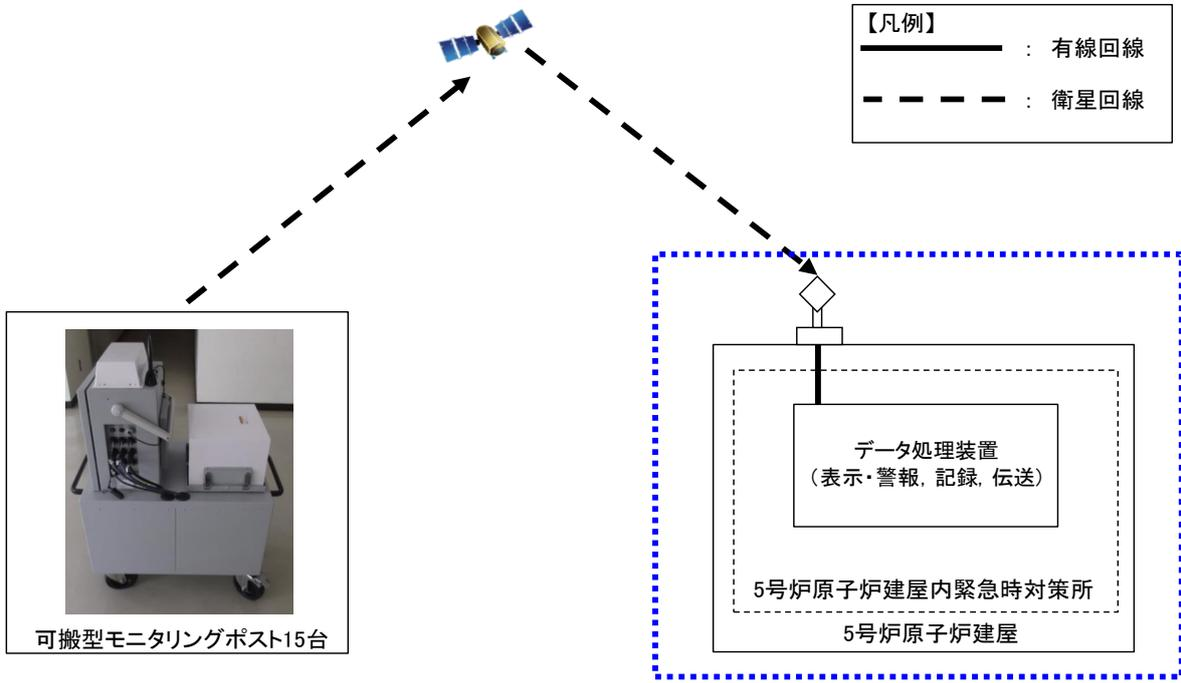 【凡例】
： 有線回線
： 衛星回線
データ処理装置
（表示・警報，記録，伝送）
5号炉原子炉建屋内緊急時対策所
5号炉原子炉建屋
可搬型モニタリングポスト15台